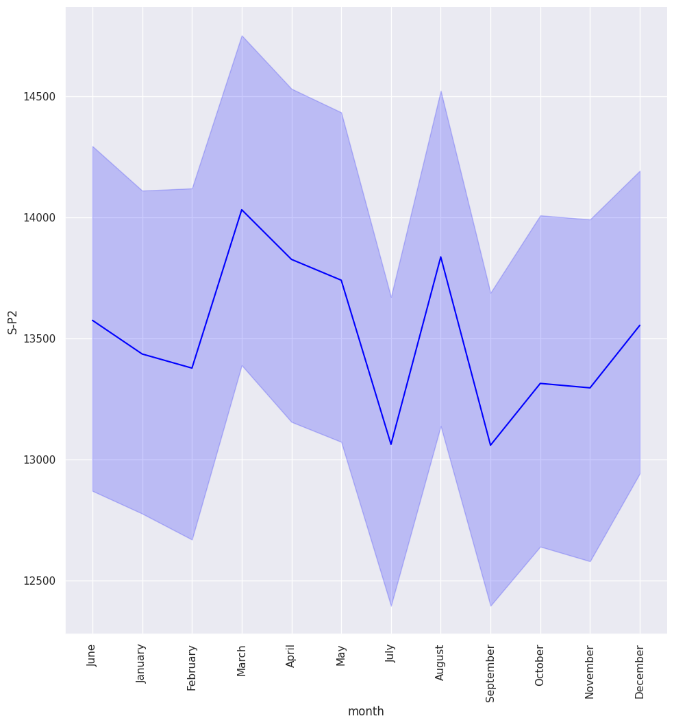 S-P2
14500
14000
13500
13000
12500
June
January
February
March
April
May
July
August
September
October
November
December
month